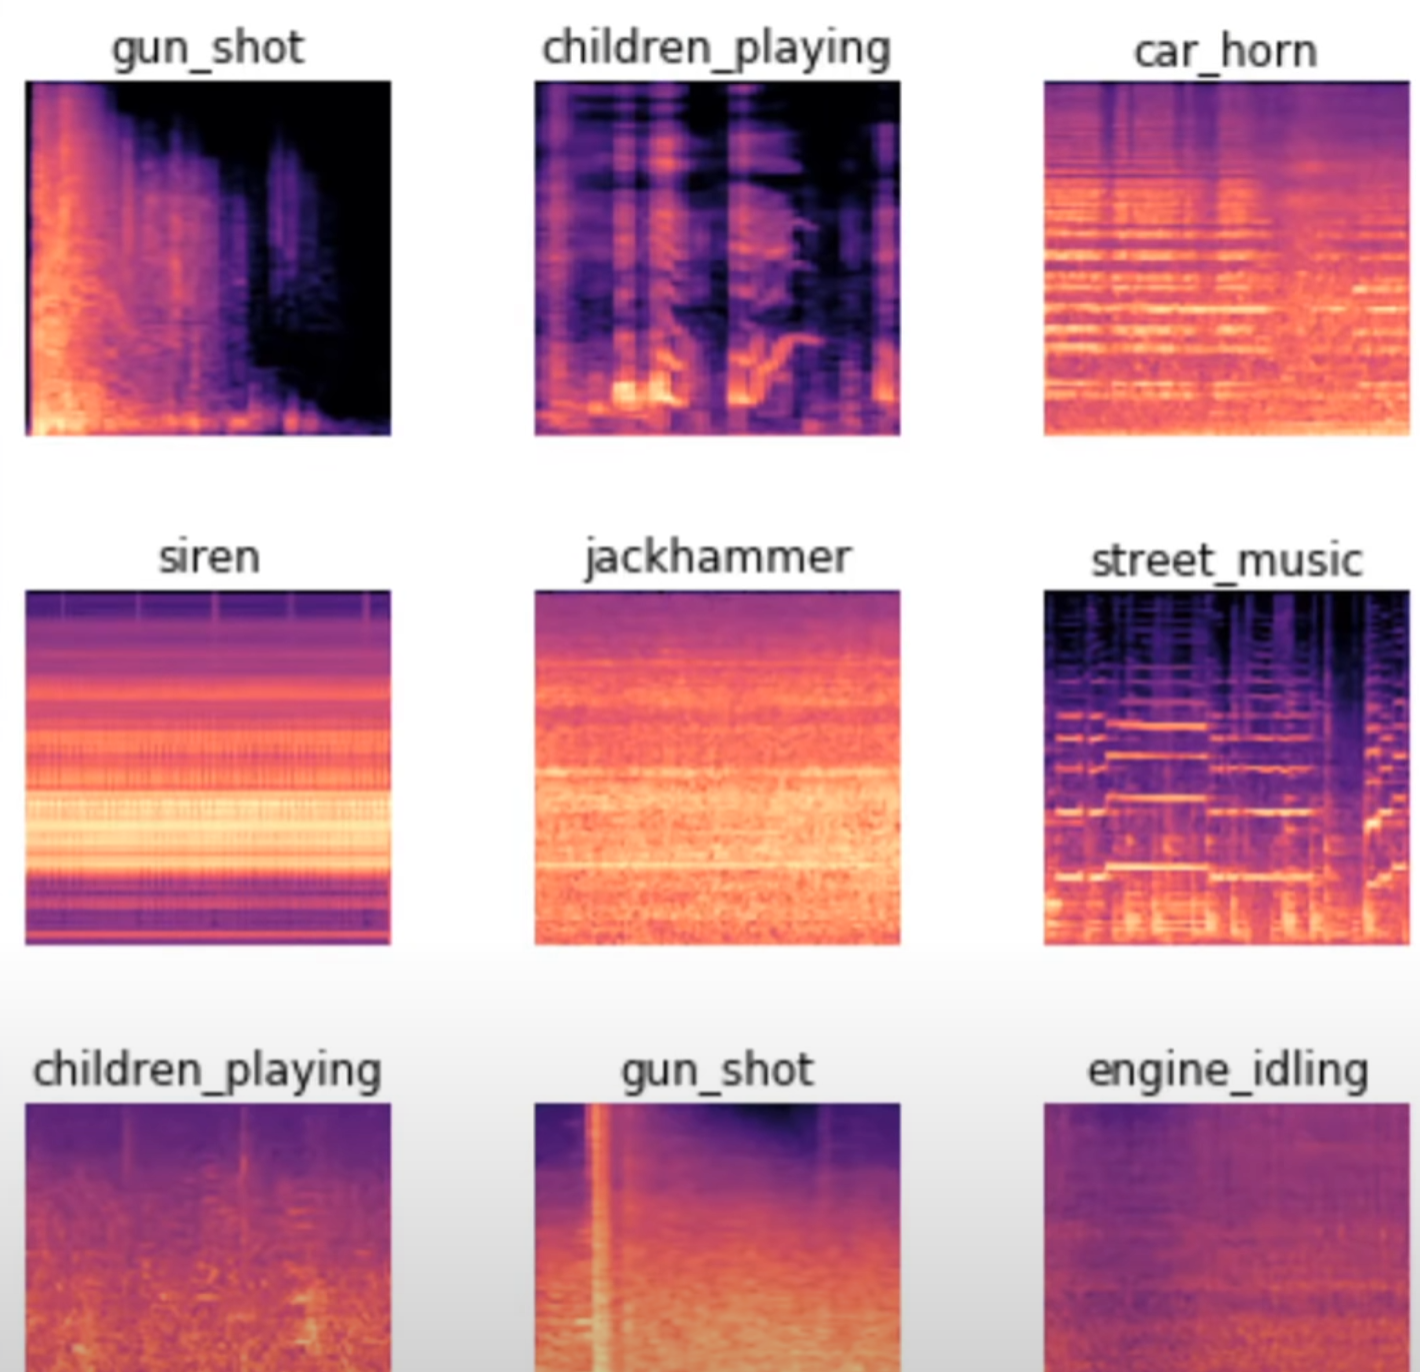 gun_shot
children_playing
car_horn
siren
jackhammer
street_music
children_playing
gun_shot
engine_idling